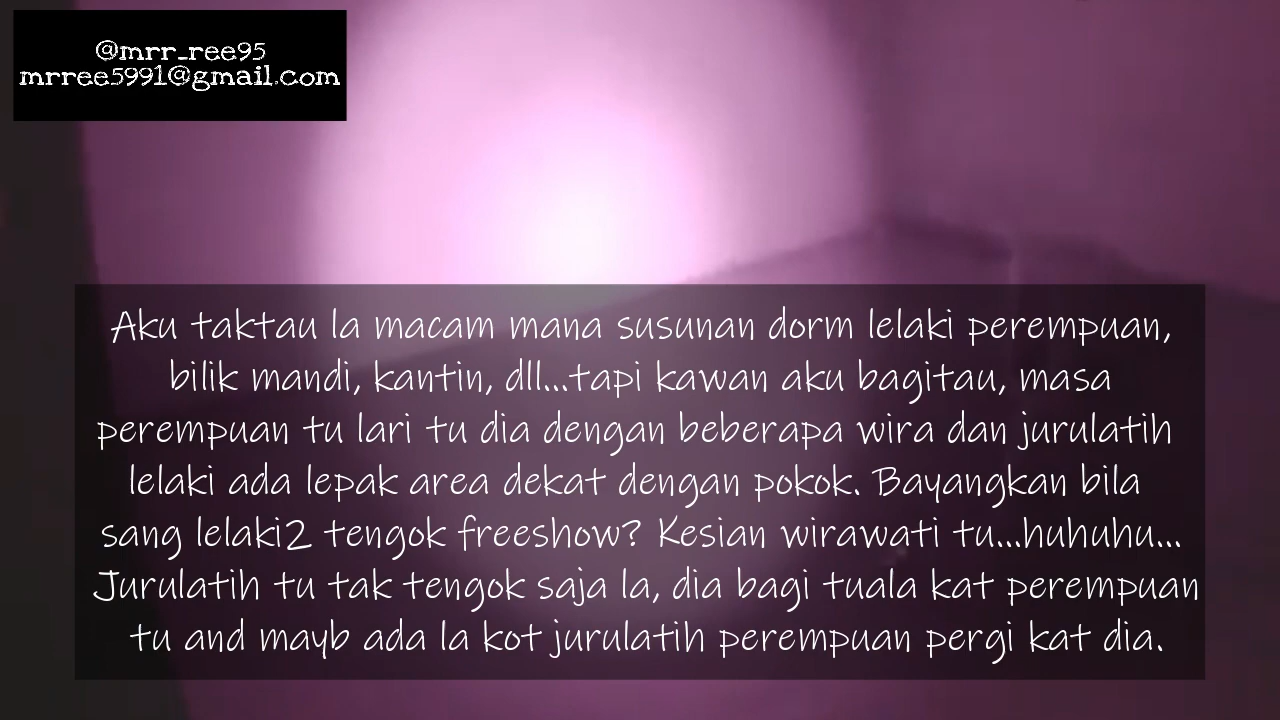 @mrr_ree95
mrree5991@gmail.com
Aku taktau la macam mana susunan dorm lelaki perempuan,
bilik mandi, kantin, dll...tapi kawan aku bagitau, masa
perempuan tu lari tu dia dengan beberapa wira dan jurulatih
lelaki ada lepak area dekat dengan pokok. Bayangkan bila
sang lelaki2 tengok freeshow? Kesian wirawati tu...huhuhu...
Jurulatih tu tak tengok saja la, dia bagi tuala kat perempuan
tu and mayb ada la kot jurulatih perempuan pergi kat dia.